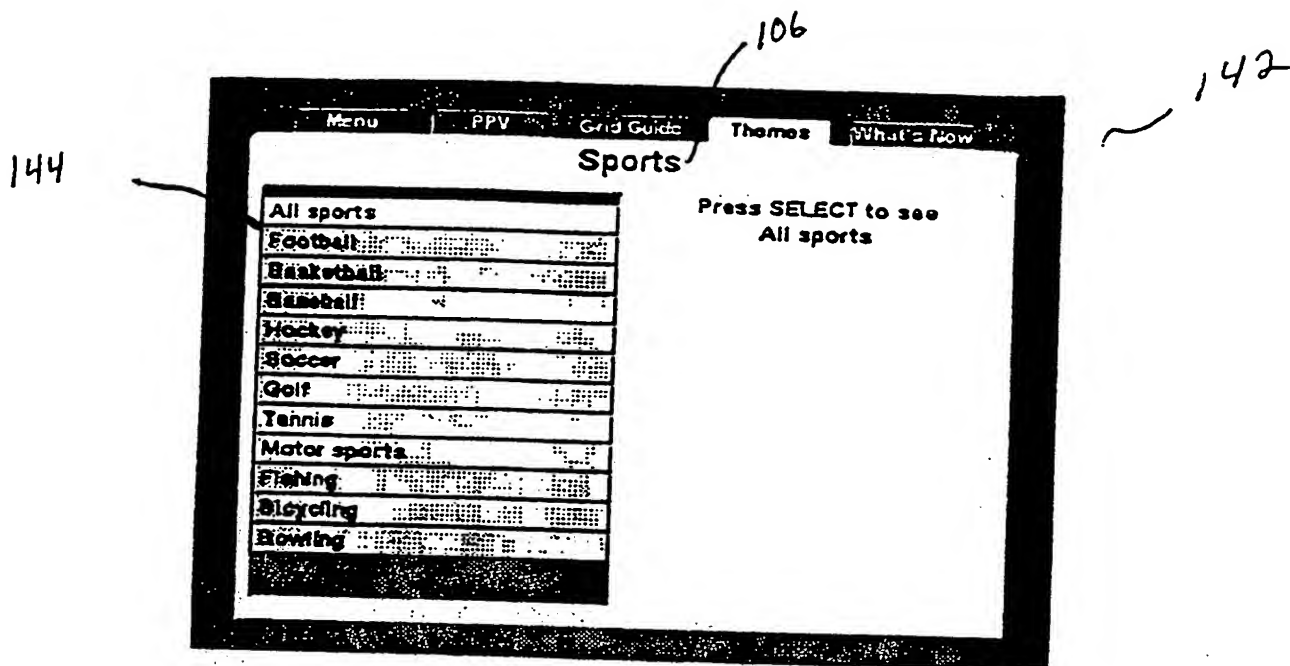 106
142
Menu PPV Grid Guide Themes What's Now
Sports
144
All sports
Press SELECT to see
All sports
Football
Basketball
Baseball
Hockey
Soccer
Golf
Tennis
Motor sports
Fishing
Bicycling
Bowling